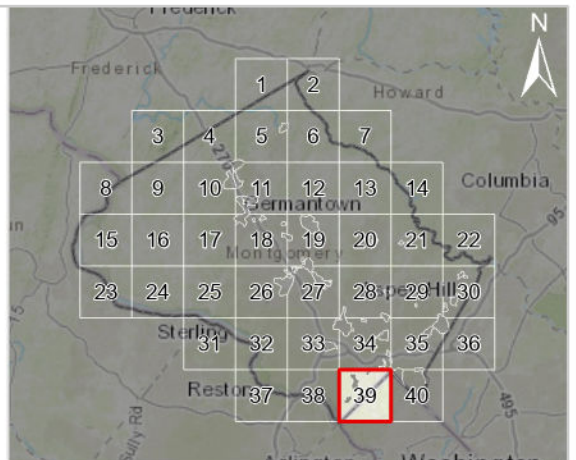 Frederick
N
Frederick
1 2
Howard
3 4 5 6 7
270
8 9 10 11 12 13 14
Columbia
Germantown
95
15 16 17 18 19 20 21 22
Montgomery
23 24 25 26 27 28 29 30
Aspen Hill
15
Sterling
31 32 33 34 35 36
Reston
37 38 39 40
495
Sully Rd
Arlington Washington